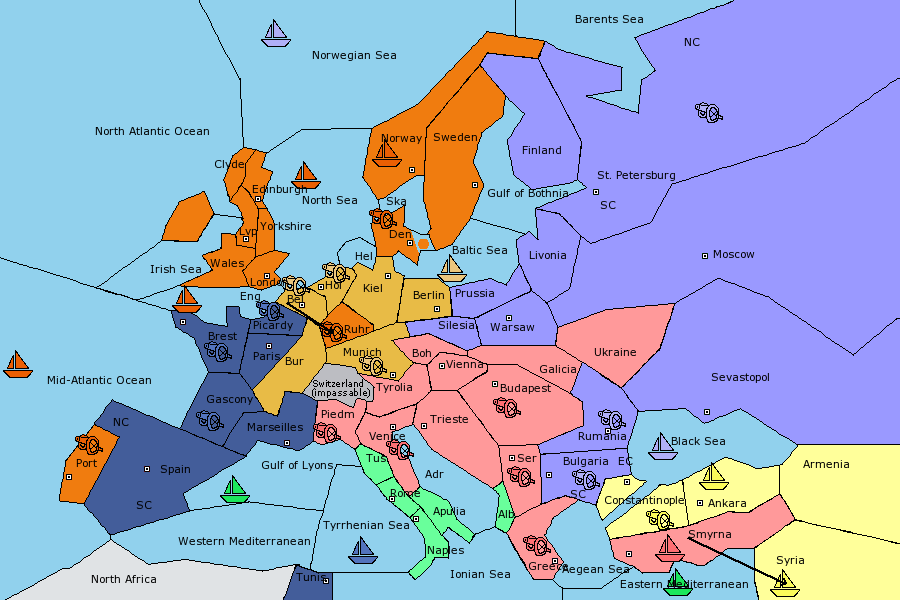 Barents Sea
NC
Norwegian Sea
North Atlantic Ocean
Norway
Sweden
Finland
Clyde
Edinburgh
North Sea
Ska
Gulf of Bothnia
St. Petersburg
SC
Lvp
Yorkshire
Den
Baltic Sea
Livonia
Moscow
Irish Sea
Wales
London
Hel
Hol
Kiel
Berlin
Prussia
Eng
Bel
Picardy
Ruhr
Silesia
Warsaw
Brest
Paris
Bur
Munich
Boh
Vienna
Galicia
Ukraine
Sevastopol
Mid-Atlantic Ocean
Switzerland
(impassable)
Tyrolia
Budapest
Gascony
Marseilles
Piedm
Trieste
Rumania
Black Sea
NC
Port
Spain
SC
Gulf of Lyons
Venice
Tus
Adr
Ser
Bulgaria
EC
SC
Armenia
Rome
Apulia
Alb
Constantinople
Ankara
Western Mediterranean
Tyrrhenian Sea
Naples
Smyrna
Syria
North Africa
Tunis
Ionian Sea
Greece
Aegean Sea
Eastern Mediterranean